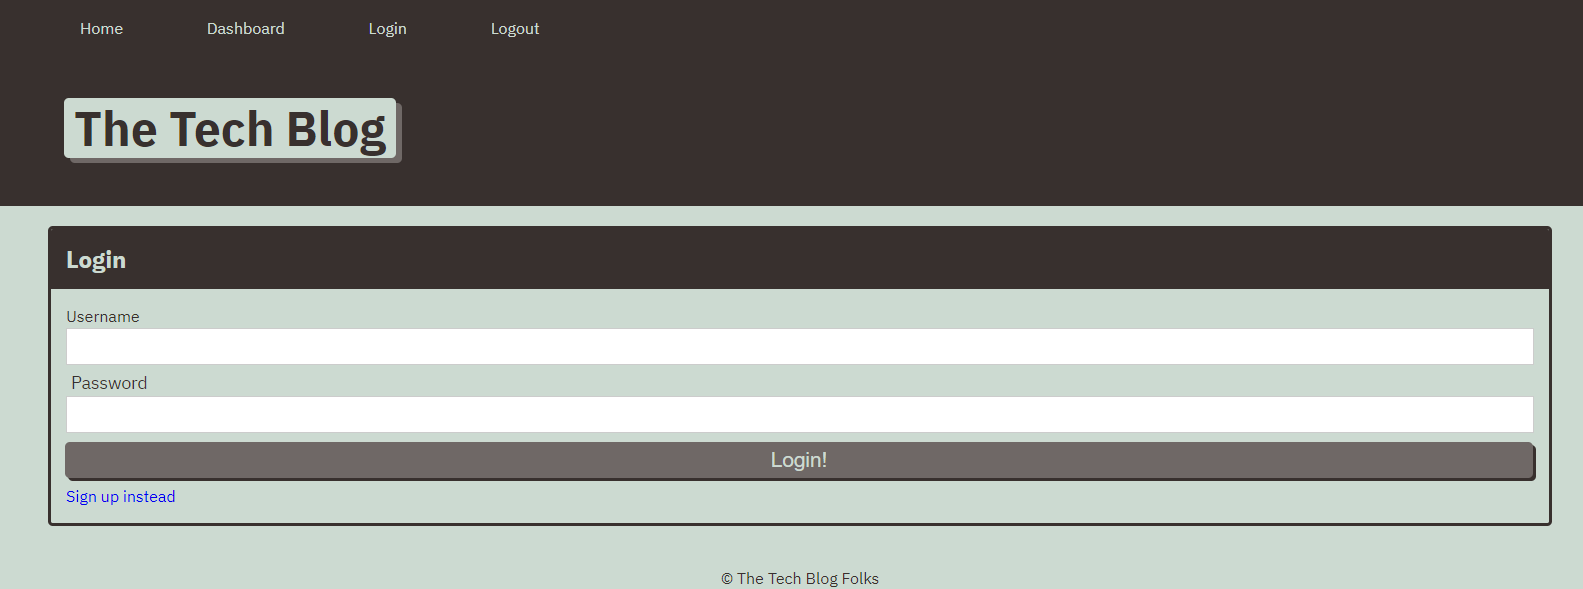 Home Dashboard Login Logout
The Tech Blog
Login
Username
Password
Login!
Sign up instead
© The Tech Blog Folks